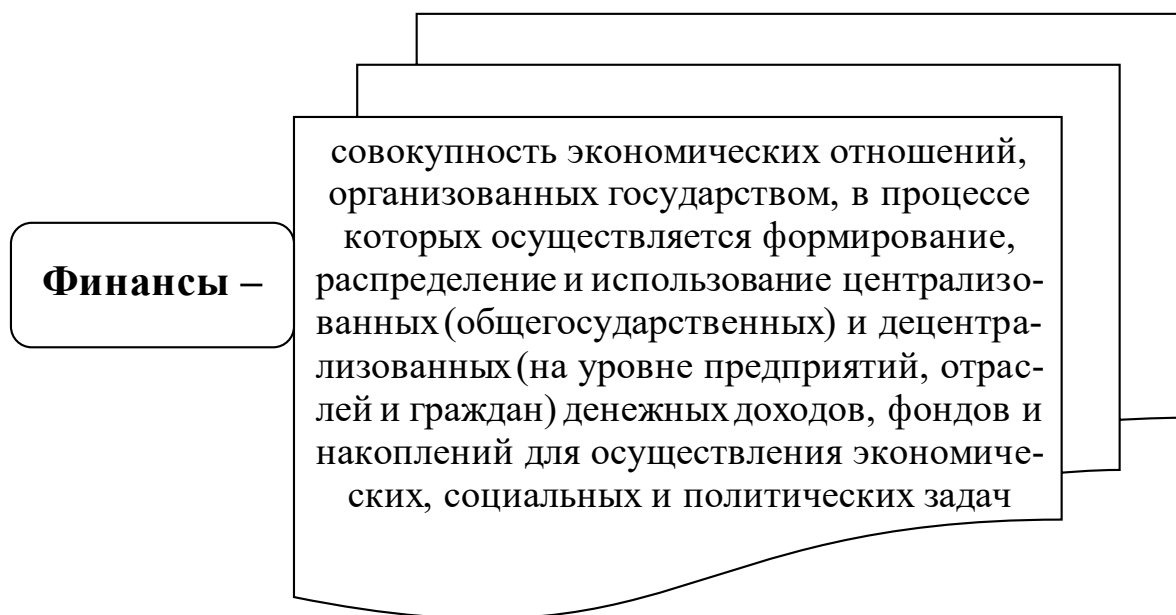 Финансы –
совокупность экономических отношений,
организованных государством, в процессе
которых осуществляется формирование,
распределение и использование централизо-
ванных (общегосударственных) и децентра-
лизованных (на уровне предприятий, отрас-
лей и граждан) денежных доходов, фондов и
накоплений для осуществления экономиче-
ских, социальных и политических задач